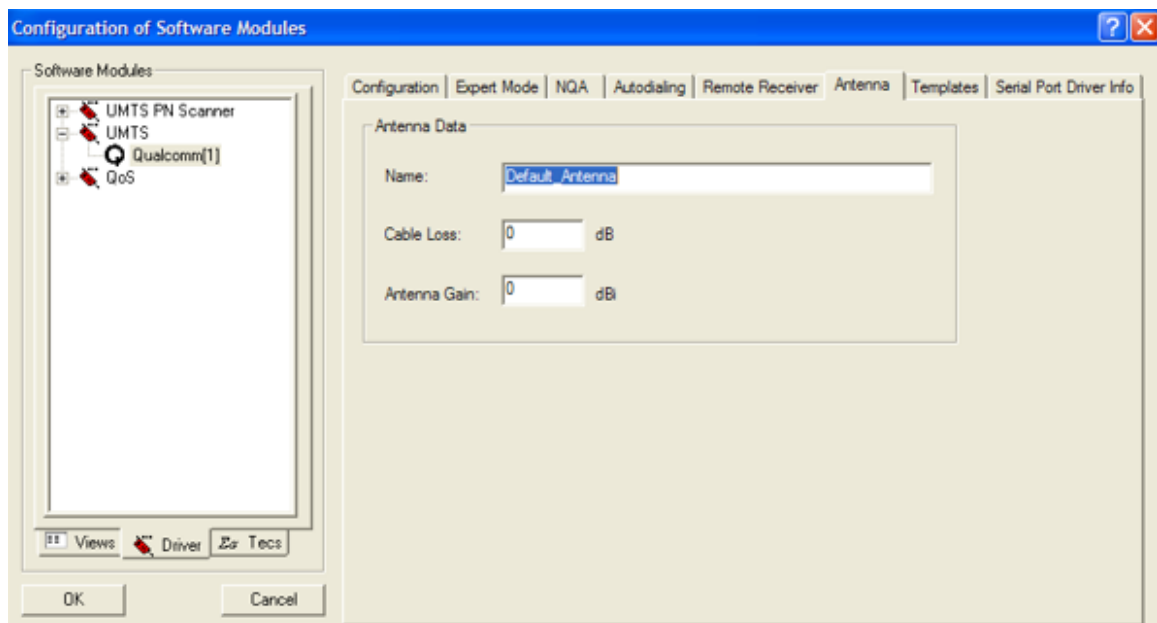 Configuration of Software Modules
Software Modules
UMTS PN Scanner
UMTS
Qualcomm[1]
QoS
Views Driver Σσ Tecs
OK Cancel
Configuration Expert Mode NQA Autodialing Remote Receiver Antenna Templates Serial Port Driver Info
Antenna Data
Name: Default_Antenna
Cable Loss: 0 dB
Antenna Gain: 0 dBi